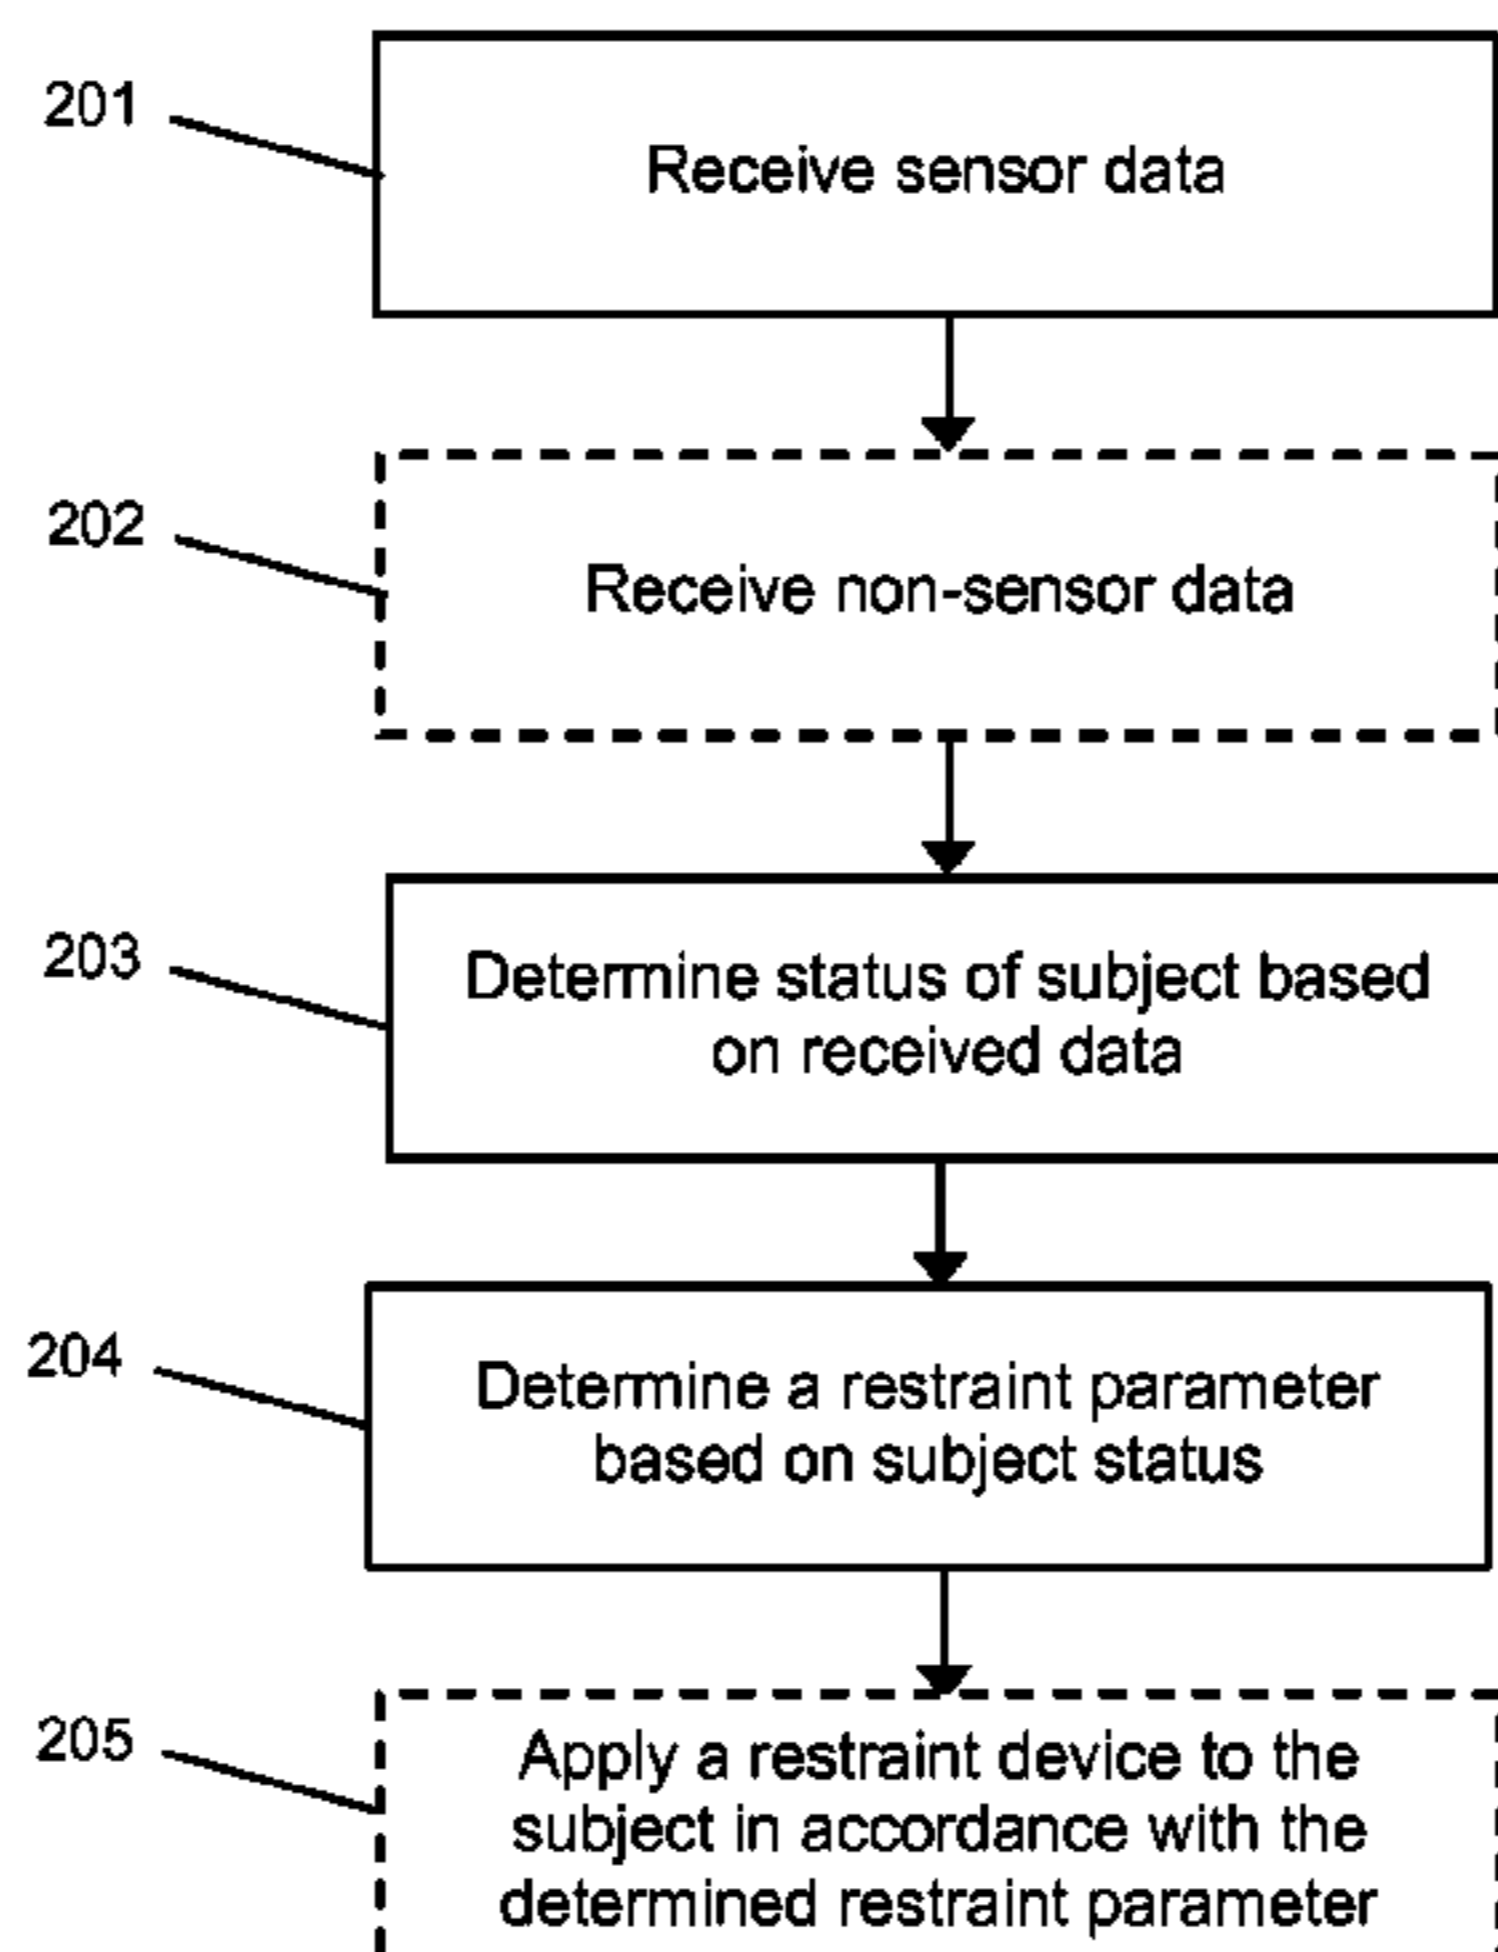 201
Receive sensor data
202
Receive non-sensor data
203
Determine status of subject based
on received data
204
Determine a restraint parameter
based on subject status
205
Apply a restraint device to the
subject in accordance with the
determined restraint parameter